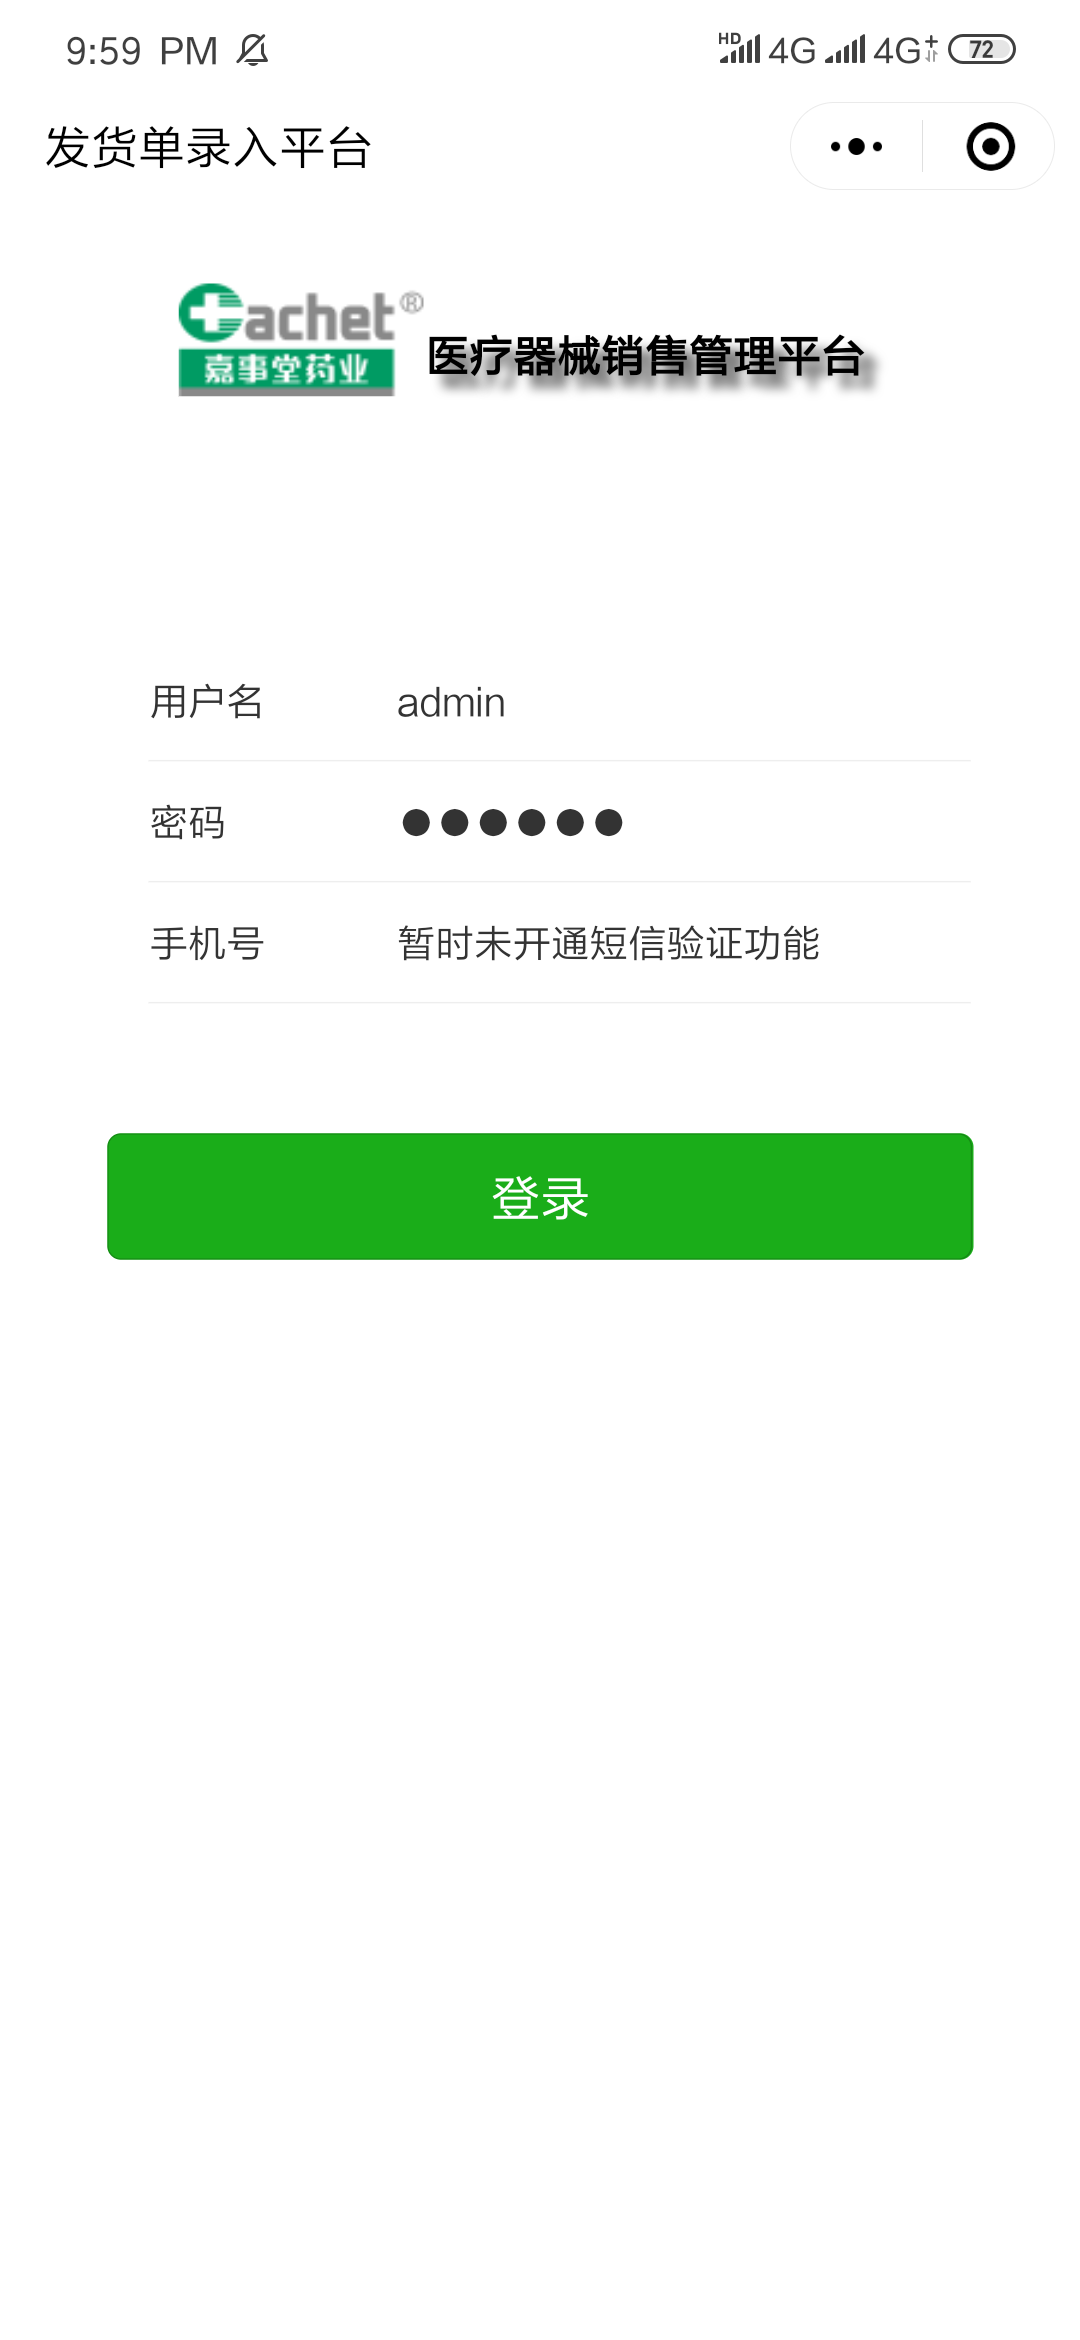 9:59 PM HD 4G 4G+ 72
发货单录入平台
Cachet®
嘉事堂药业
医疗器械销售管理平台
用户名 admin
密码 ●●●●●●
手机号 暂时未开通短信验证功能
登录